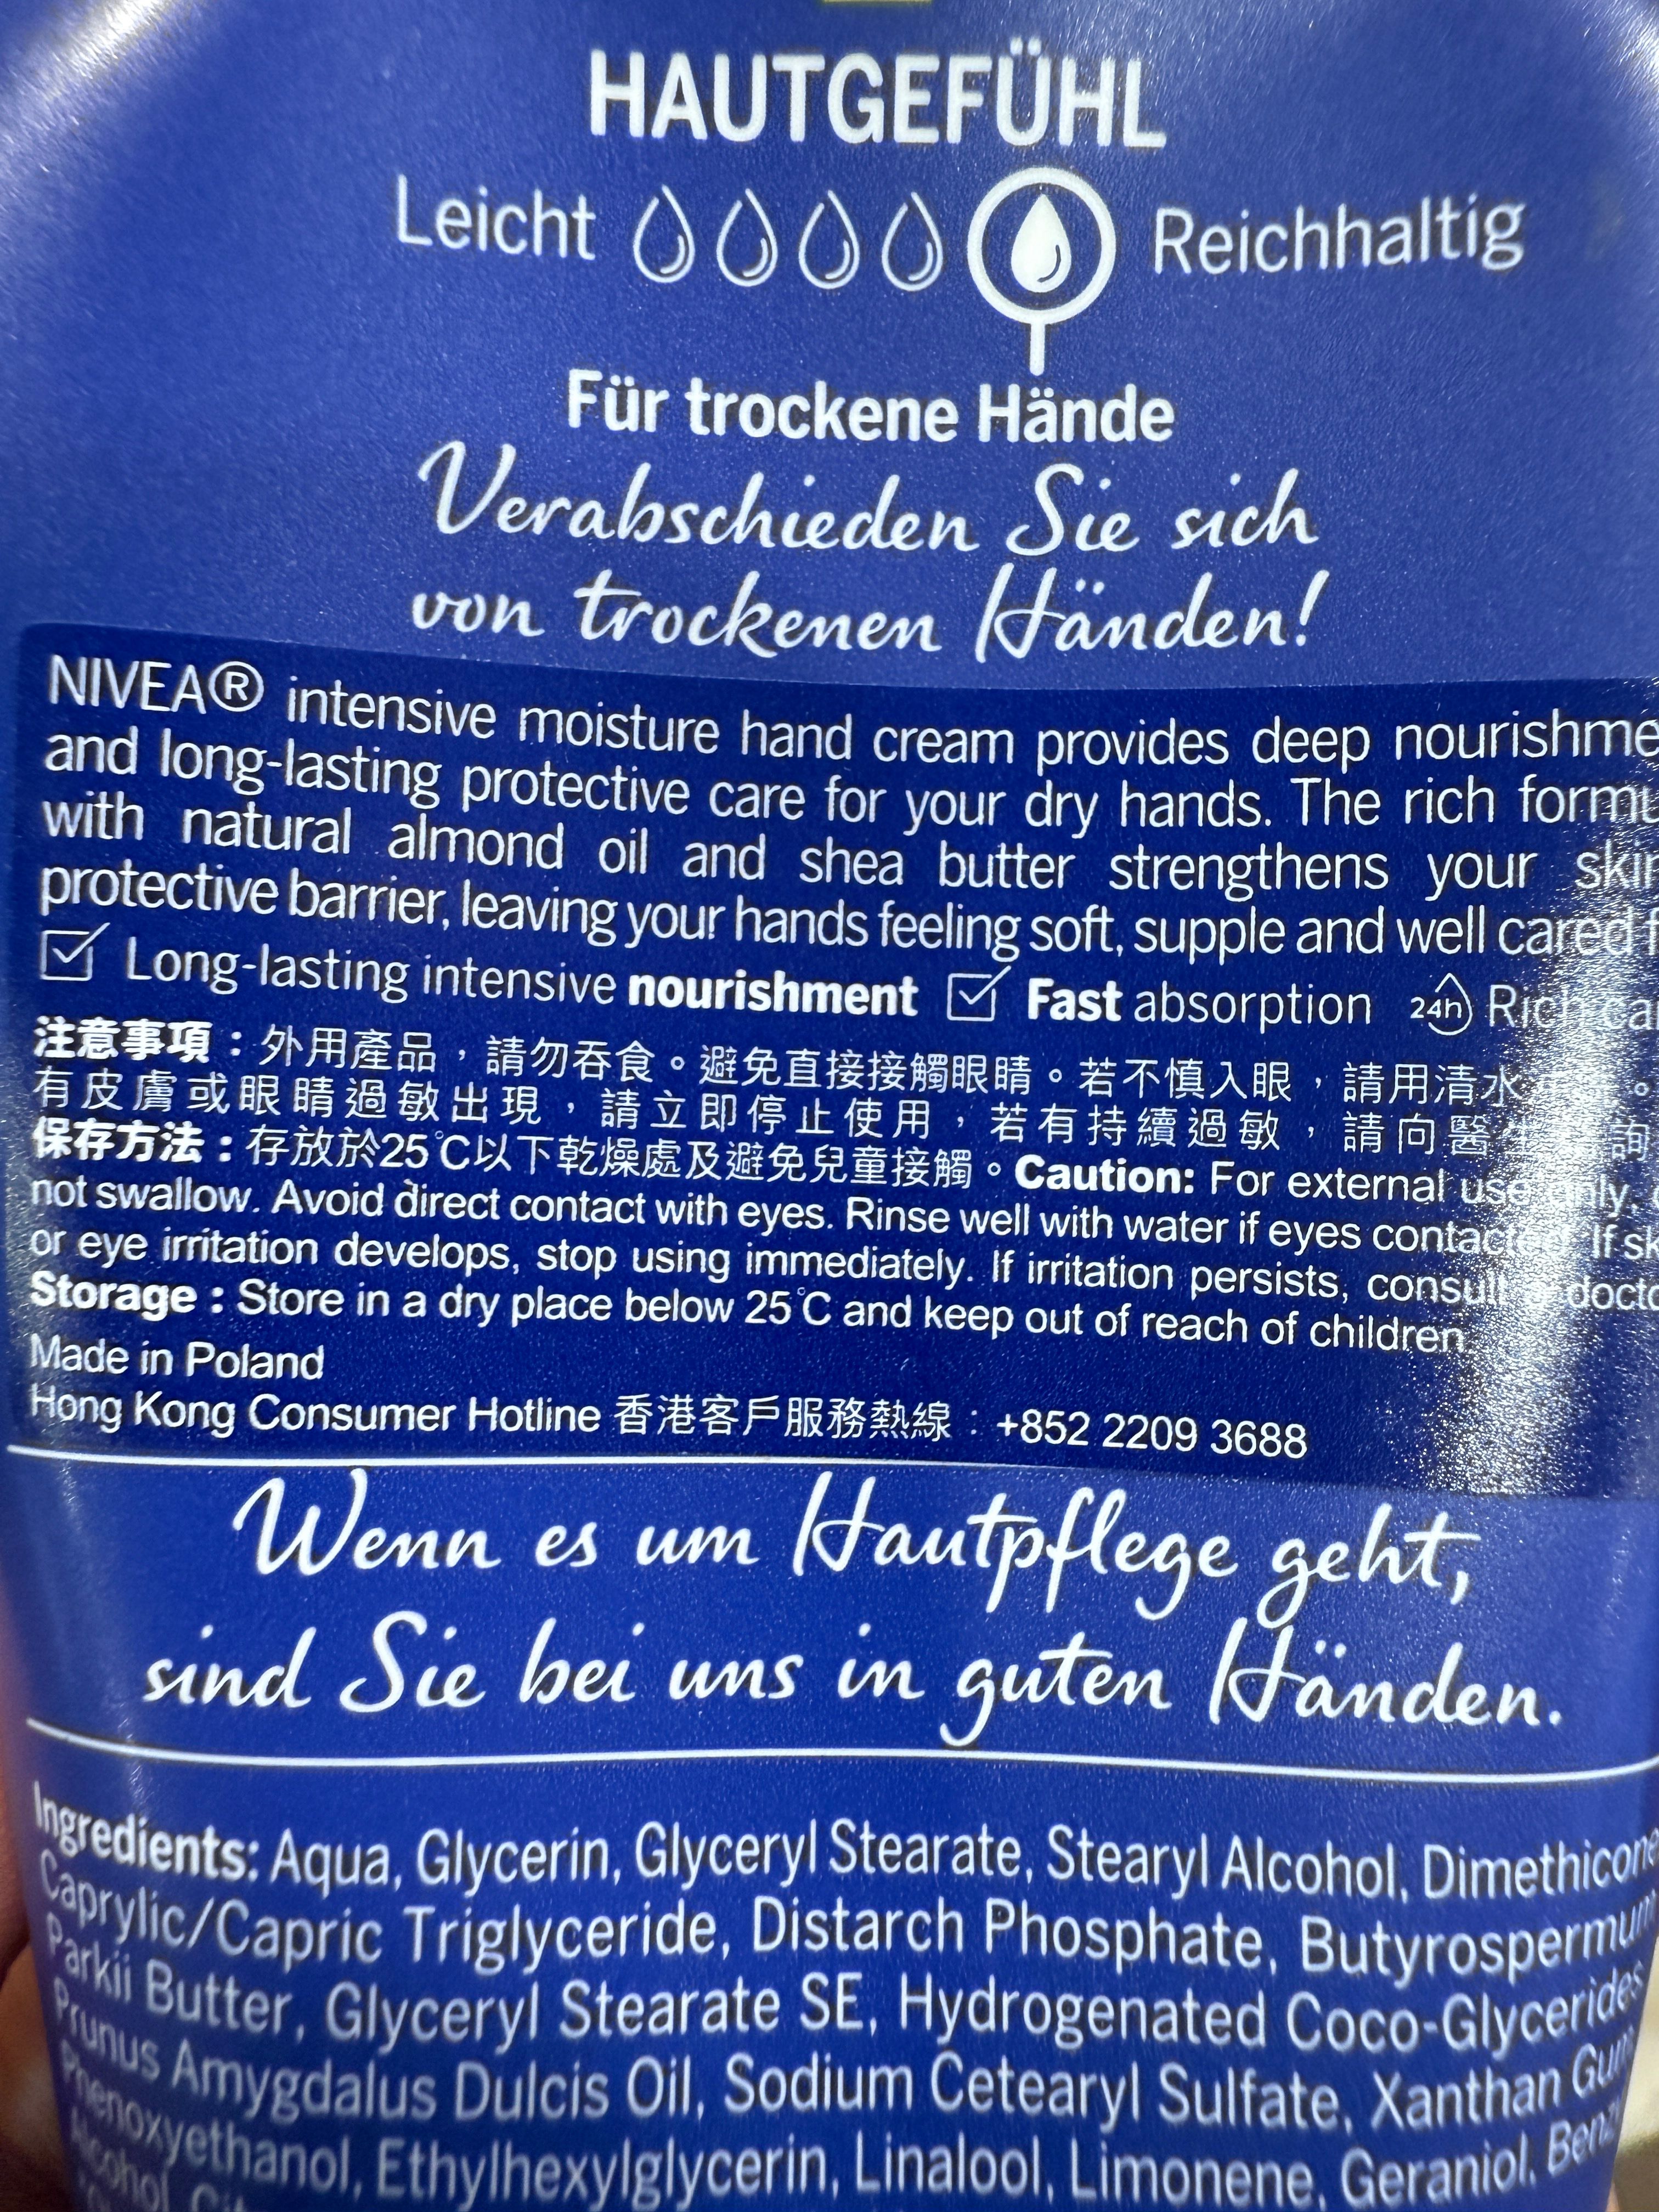 HAUTGEFÜHL
Leicht Reichhaltig
Für trockene Hände
Verabschieden Sie sich
von trockenen Händen!
NIVEA® intensive moisture hand cream provides deep
and long-lasting protective care for your dry hands. The rich
with natural almond oil and shea butter strengthens your
protective barrier, leaving your hands feeling soft, supple and well cared
Long-lasting intensive nourishment Fast absorption 24h Rich
注意事項：外用產品，請勿吞食。避免直接接觸眼睛。若不慎入眼，請用清水
有皮膚或眼睛過敏出現，請立即停止使用，若有持續過敏，請向醫生
保存方法：存放於25℃以下乾燥處及避免兒童接觸。Caution: For external use only,
not swallow. Avoid direct contact with eyes. Rinse well with water if eyes If
or eye irritation develops, stop using immediately. If irritation persists, consult
Storage : Store in a dry place below 25℃ and keep out of reach of children.
Made in Poland
Hong Kong Consumer Hotline 香港客戶服務熱線：+852 2209 3688
Wenn es um Hautpflege geht,
sind Sie bei uns in guten Händen.
Ingredients: Aqua, Glycerin, Glyceryl Stearate, Stearyl Alcohol, Dimethicone
Caprylic/Capric Triglyceride, Distarch Phosphate, Butyrospermum
Parkii Butter, Glyceryl Stearate SE, Hydrogenated Coco-Glycerides
Prunus Amygdalus Dulcis Oil, Sodium Cetearyl Sulfate, Xanthan Gum
Phenoxyethanol, Ethylhexylglycerin, Linalool, Limonene, Geraniol,
Alcohol,